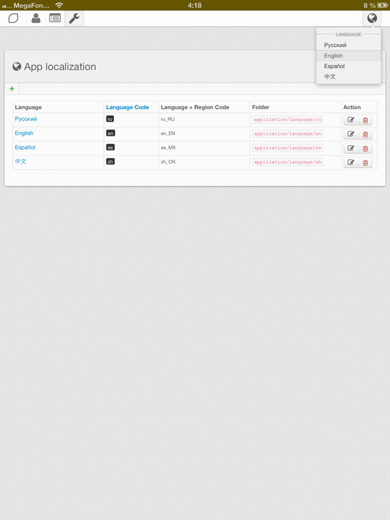 MegaFon... 4:18 8 %
LANGUAGE
Русский
English
Español
中文
App localization
+
Language Language Code Language + Region Code Folder Action
Русский ru ru_RU application/language/ru
English en en_EN application/language/en
Español es es_MX application/language/es
中文 zh zh_CN application/language/zh